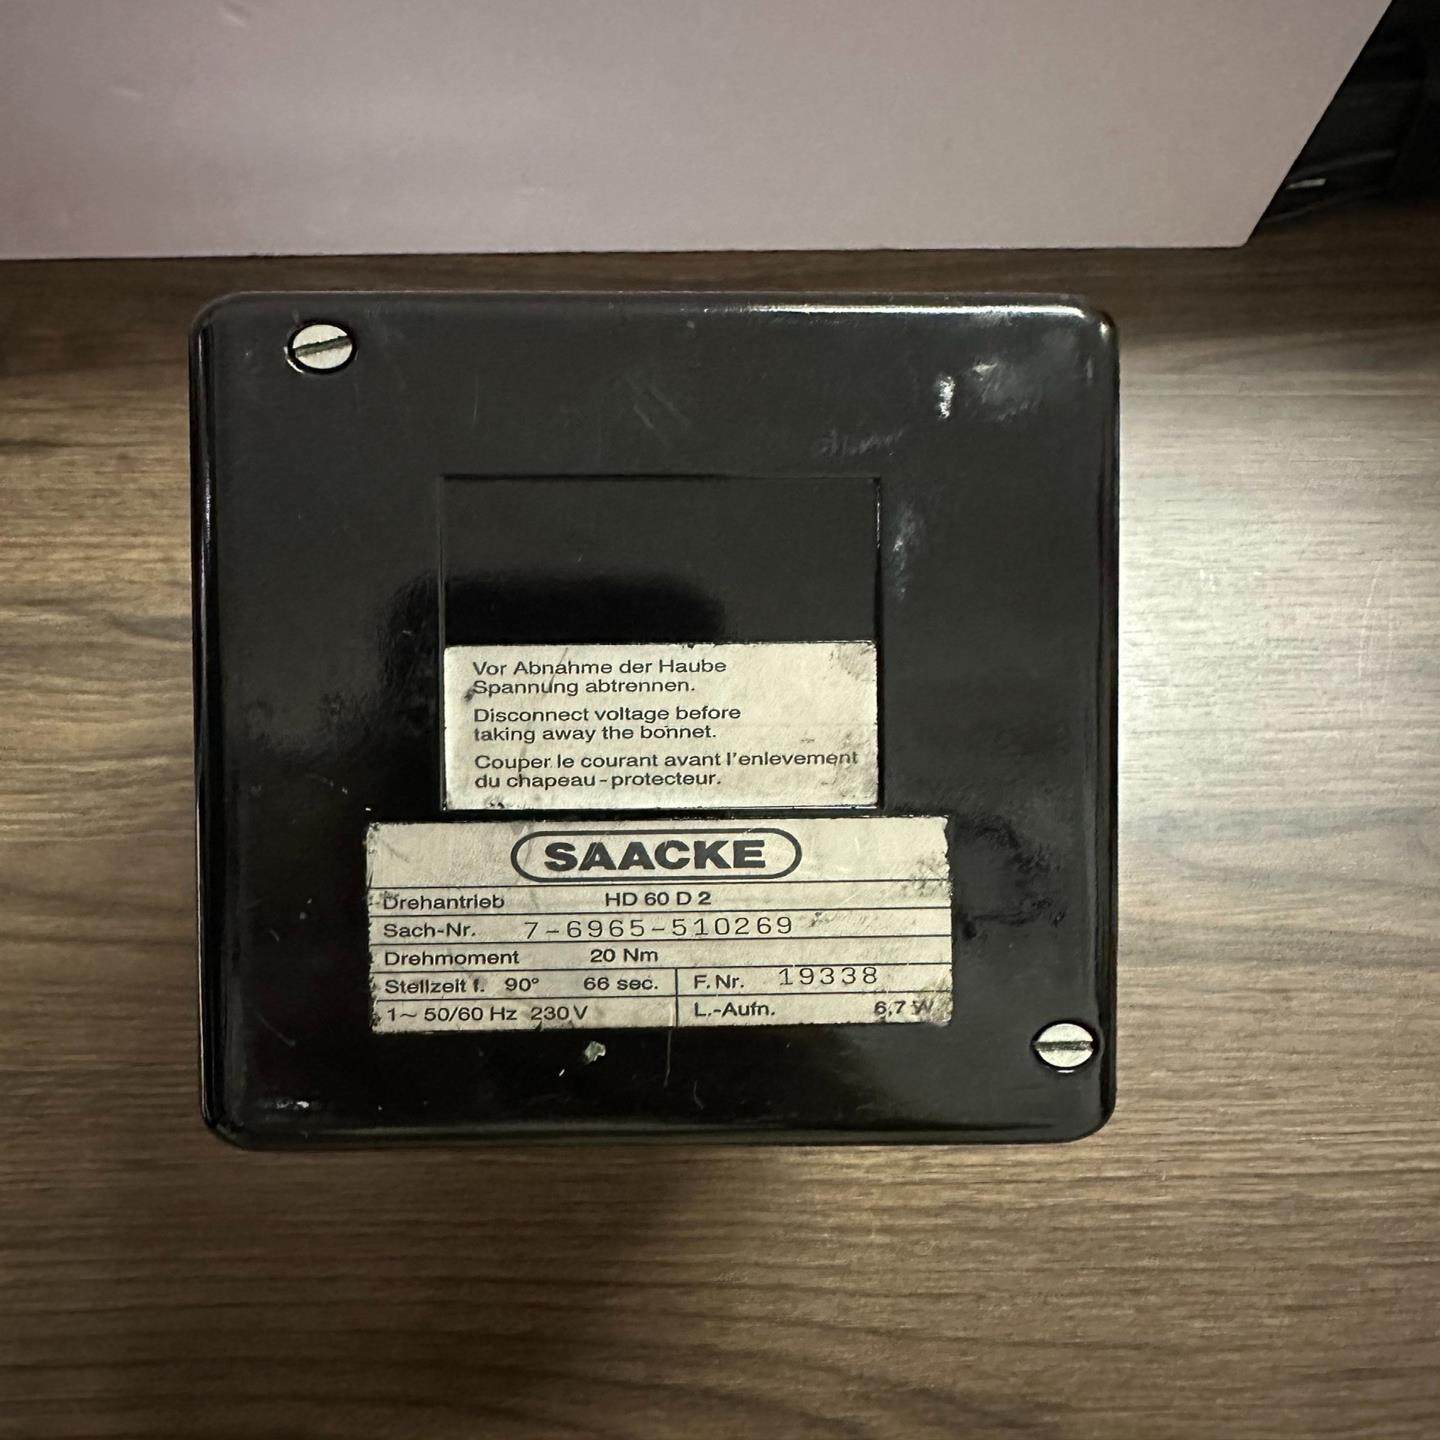 Vor Abnahme der Haube
Spannung abtrennen.
Disconnect voltage before
taking away the bonnet.
Couper le courant avant l'enlevement
du chapeau-protecteur.
SAACKE
Drehantrieb HD 60 D 2
Sach-Nr. 7-6965-510269
Drehmoment 20 Nm
Stellzeit f. 90° 66 sec. F. Nr. 19338
1~ 50/60 Hz 230V L.-Aufn. 6,7 W